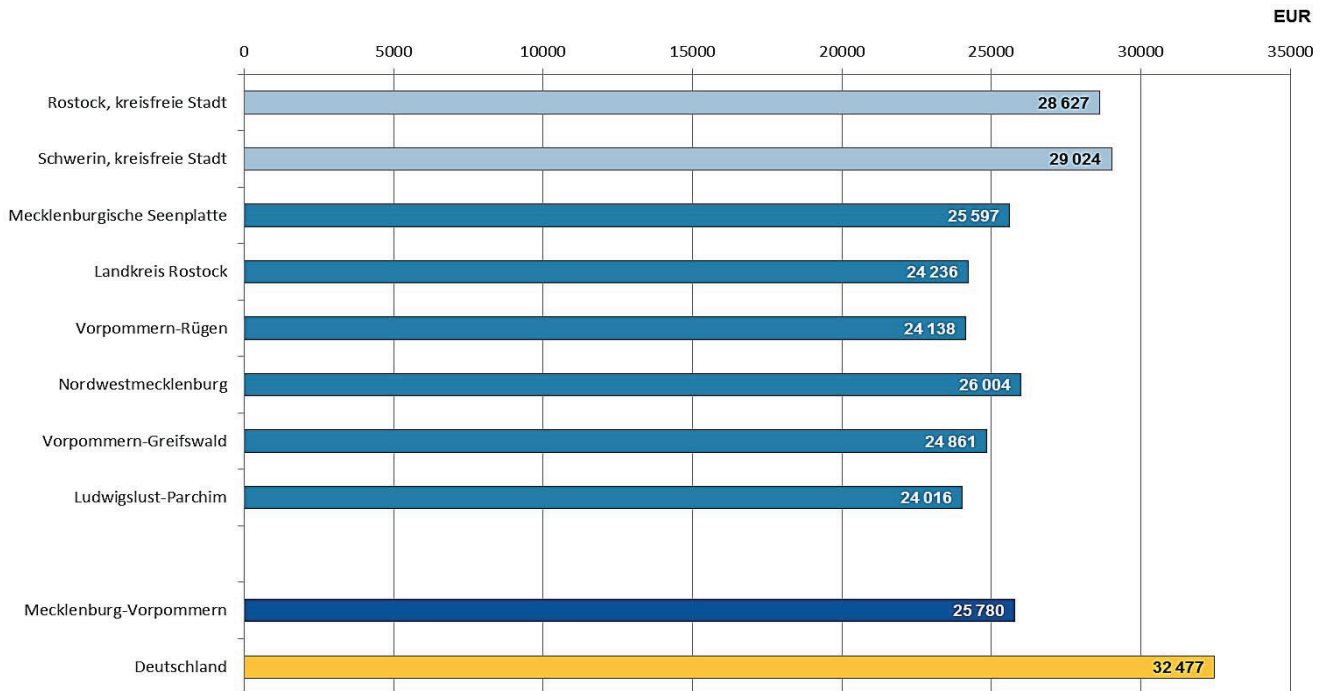 EUR
0 5000 10000 15000 20000 25000 30000 35000
Rostock, kreisfreie Stadt 28 627
Schwerin, kreisfreie Stadt 29 024
Mecklenburgische Seenplatte 25 597
Landkreis Rostock 24 236
Vorpommern-Rügen 24 138
Nordwestmecklenburg 26 004
Vorpommern-Greifswald 24 861
Ludwigslust-Parchim 24 016
Mecklenburg-Vorpommern 25 780
Deutschland 32 477